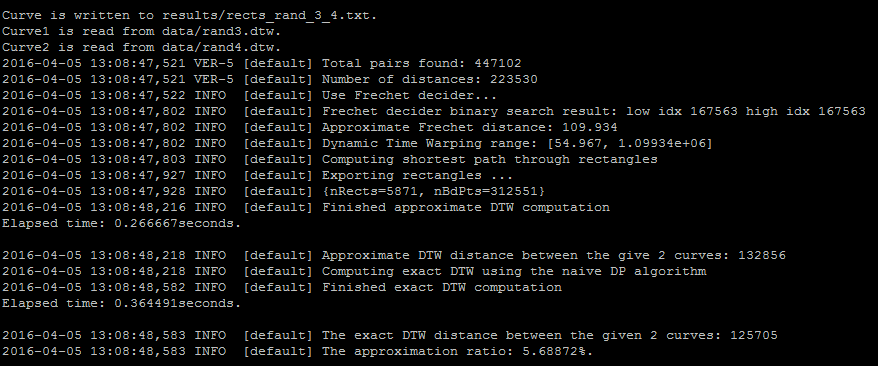 Curve is written to results/rects_rand_3_4.txt.
Curve1 is read from data/rand3.dtw.
Curve2 is read from data/rand4.dtw.
2016-04-05 13:08:47,521 VER-5 [default] Total pairs found: 447102
2016-04-05 13:08:47,521 VER-5 [default] Number of distances: 223530
2016-04-05 13:08:47,522 INFO  [default] Use Frechet decider...
2016-04-05 13:08:47,802 INFO  [default] Frechet decider binary search result: low idx 167563 high idx 167563
2016-04-05 13:08:47,802 INFO  [default] Approximate Frechet distance: 109.934
2016-04-05 13:08:47,802 INFO  [default] Dynamic Time Warping range: [54.967, 1.09934e+06]
2016-04-05 13:08:47,803 INFO  [default] Computing shortest path through rectangles
2016-04-05 13:08:47,927 INFO  [default] Exporting rectangles ...
2016-04-05 13:08:47,928 INFO  [default] {nRects=5871, nBdPts=312551}
2016-04-05 13:08:48,216 INFO  [default] Finished approximate DTW computation
Elapsed time: 0.266667seconds.
2016-04-05 13:08:48,218 INFO  [default] Approximate DTW distance between the give 2 curves: 132856
2016-04-05 13:08:48,218 INFO  [default] Computing exact DTW using the naive DP algorithm
2016-04-05 13:08:48,582 INFO  [default] Finished exact DTW computation
Elapsed time: 0.364491seconds.
2016-04-05 13:08:48,583 INFO  [default] The exact DTW distance between the given 2 curves: 125705
2016-04-05 13:08:48,583 INFO  [default] The approximation ratio: 5.68872%.